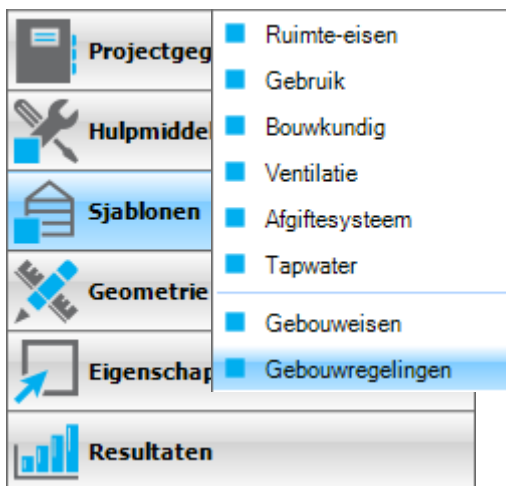 Projectgeg
Hulpmiddel
Sjablonen
Geometrie
Eigenschap
Resultaten
Ruimte-eisen
Gebruik
Bouwkundig
Ventilatie
Afgiftesysteem
Tapwater
Gebouweisen
Gebouwregelingen